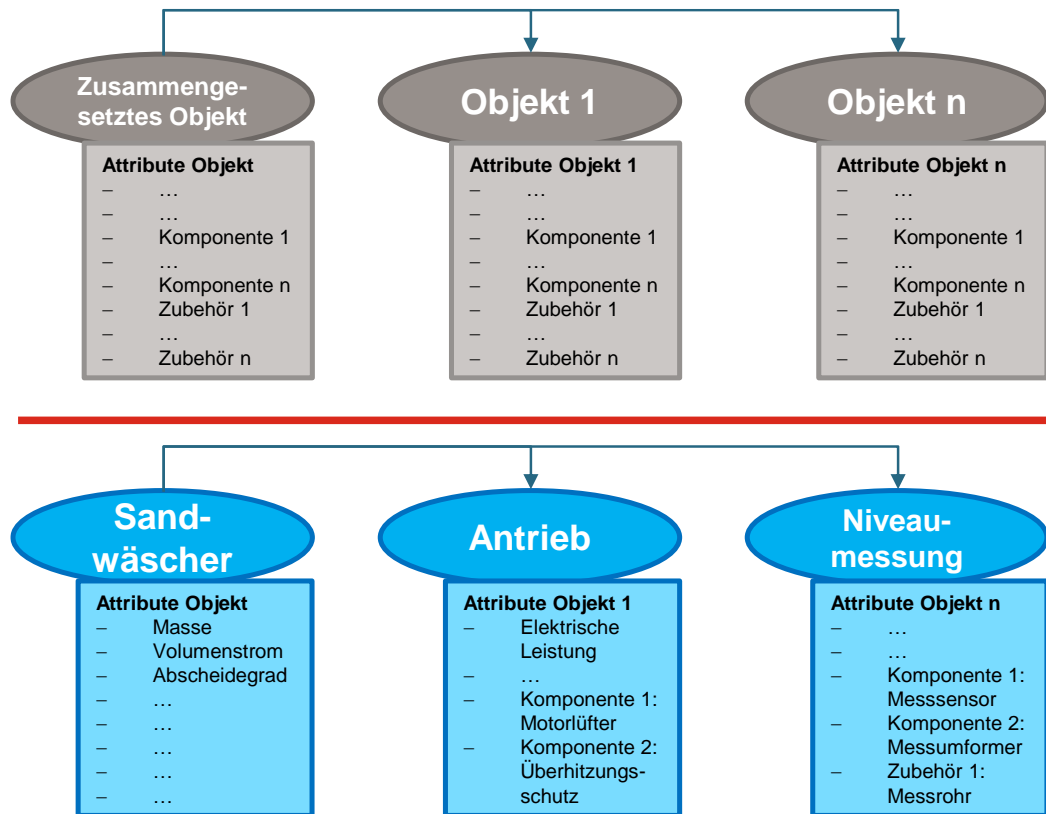 Zusammenge-
setztes Objekt
Attribute Objekt
– …
– …
– Komponente 1
– …
– Komponente n
– Zubehör 1
– …
– Zubehör n
Objekt 1
Attribute Objekt 1
– …
– …
– Komponente 1
– …
– Komponente n
– Zubehör 1
– …
– Zubehör n
Objekt n
Attribute Objekt n
– …
– …
– Komponente 1
– …
– Komponente n
– Zubehör 1
– …
– Zubehör n
Sand-
wäscher
Attribute Objekt
– Masse
– Volumenstrom
– Abscheidegrad
– …
– …
– …
– …
– …
Antrieb
Attribute Objekt 1
– Elektrische
Leistung
– …
– Komponente 1:
Motorlüfter
– Komponente 2:
Überhitzungs-
schutz
Niveau-
messung
Attribute Objekt n
– …
– …
– Komponente 1:
Messsensor
– Komponente 2:
Messumformer
– Zubehör 1:
Messrohr